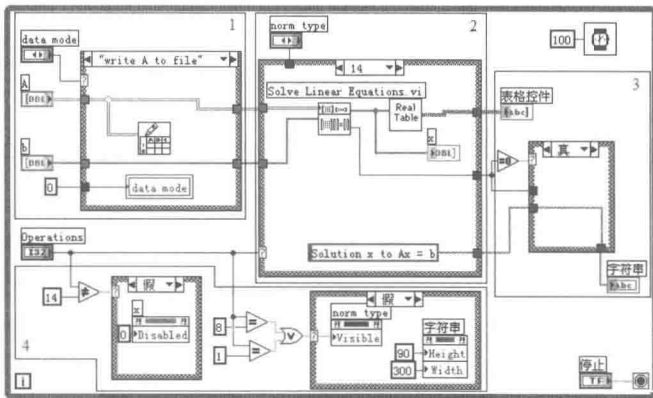 1
data mode
"write A to file"
A
[DBL]
b
[DBL]
0
data mode
2
norm type
14
Solve Linear Equations.vi
Real
Table
x
DBL]
Solution x to Ax = b
100
3
表格控件
abc]
=0
真
?
字符串
abc
Operations
I32
14
≠
假
x
0
Disabled
4
8
=
1
=
V
假
norm type
Visible
字符串
90
Height
300
Width
停止
TF
i